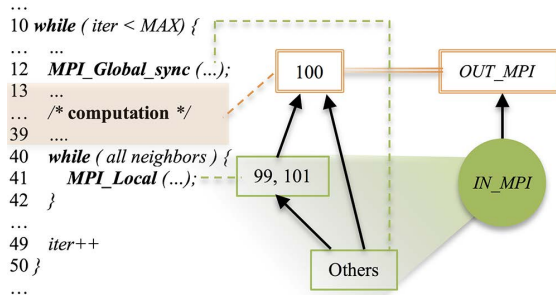 ...
10 while ( iter < MAX) {
... ...
12 MPI_Global_sync (...);
13 ...
... /* computation */
39 ....
40 while ( all neighbors ) {
41 MPI_Local (...);
42 }
...
49 iter++
50 }
...
100
OUT_MPI
99, 101
IN_MPI
Others